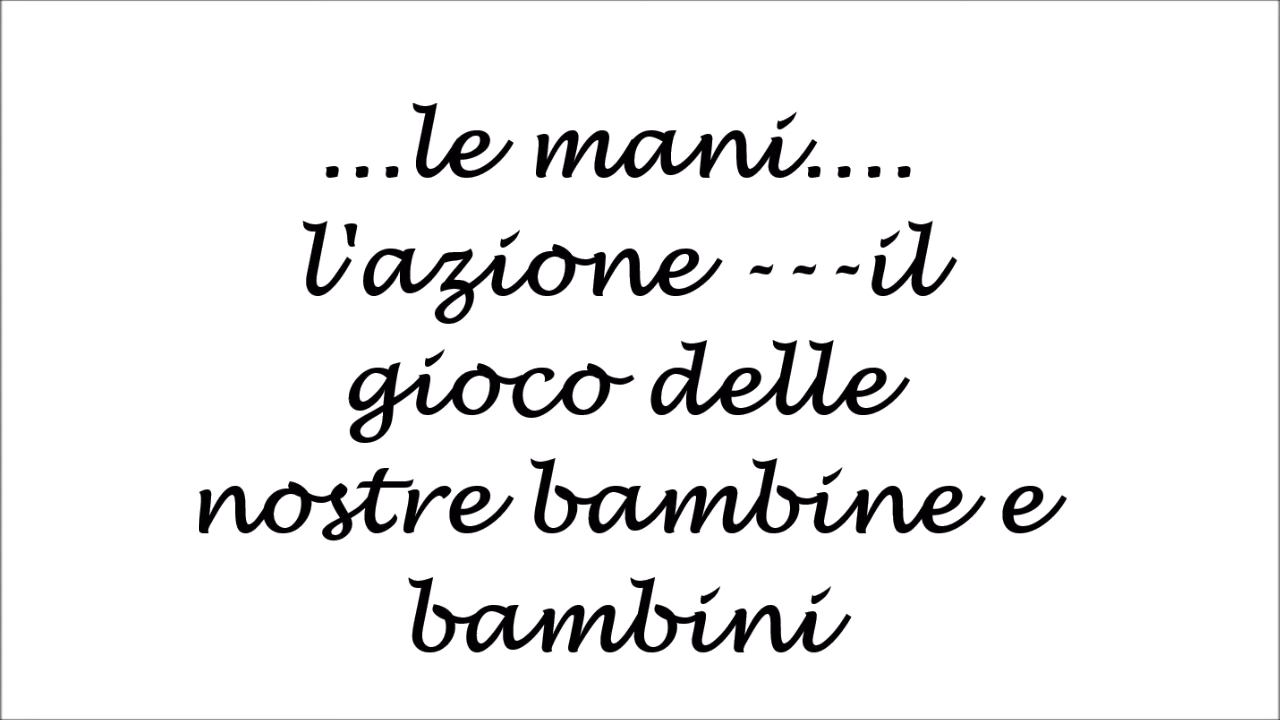 ...le mani....
l'azione ---il
gioco delle
nostre bambine e
bambini